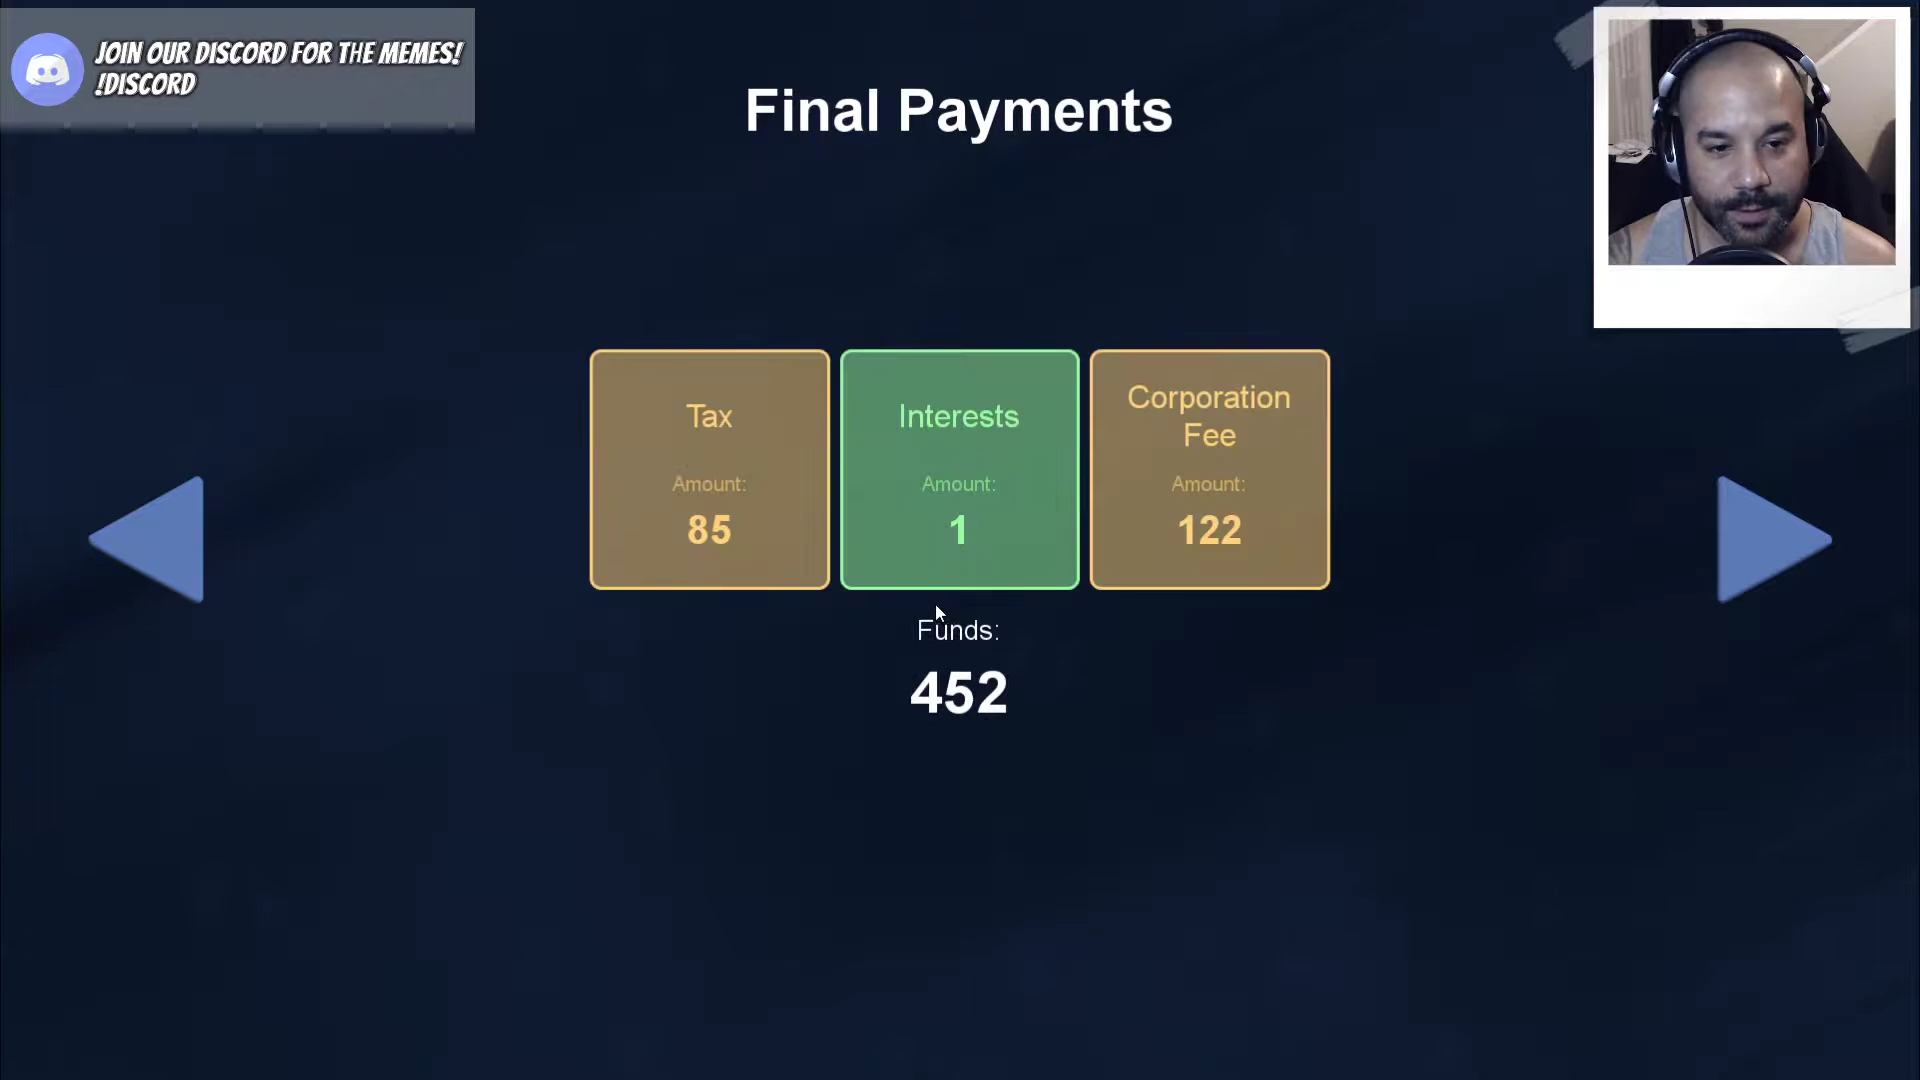 JOIN OUR DISCORD FOR THE MEMES!
!DISCORD
Final Payments
Tax
Amount:
85
Interests
Amount:
1
Corporation
Fee
Amount:
122
Funds:
452